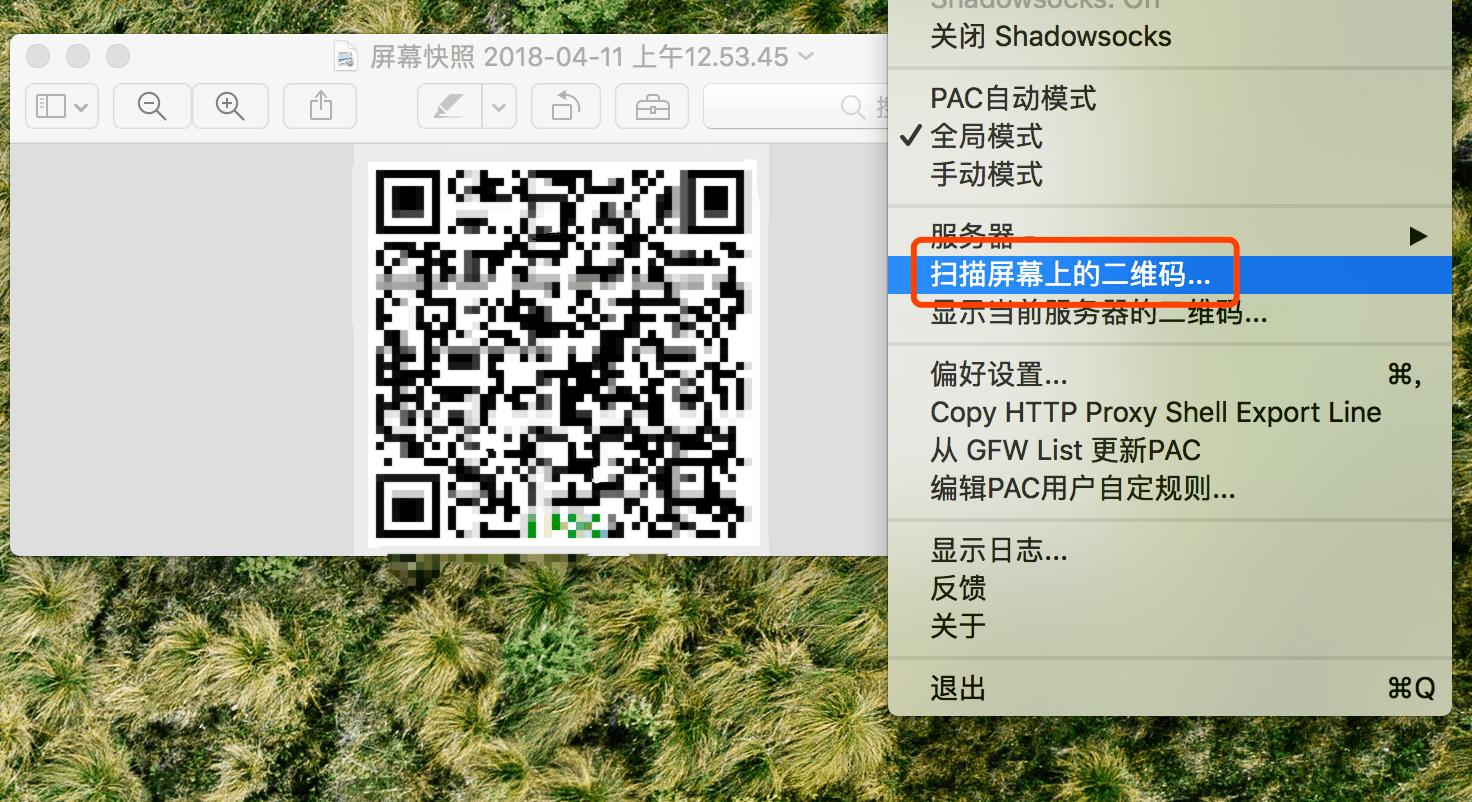 屏幕快照 2018-04-11 上午12.53.45
Shadowsocks: On
关闭 Shadowsocks
PAC自动模式
全局模式
手动模式
服务器 -
扫描屏幕上的二维码...
显示当前服务器的二维码...
偏好设置... ⌘,
Copy HTTP Proxy Shell Export Line
从 GFW List 更新PAC
编辑PAC用户自定规则...
显示日志...
反馈
关于
退出 ⌘Q